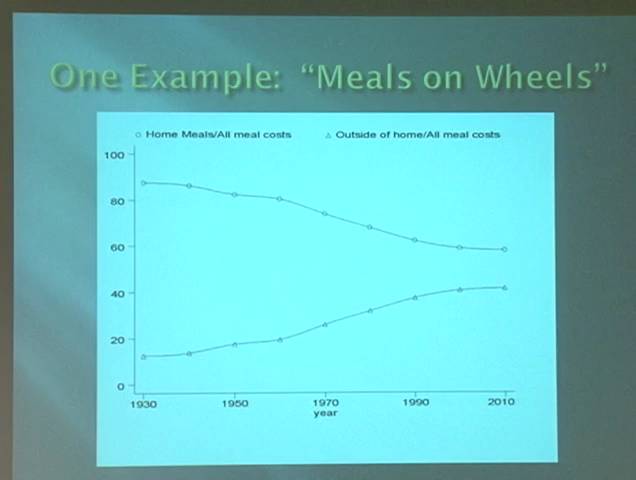 One Example: “Meals on Wheels”
Home Meals/All meal costs
Outside of home/All meal costs
100
80
60
40
20
0
1930
1950
1970
1990
2010
year